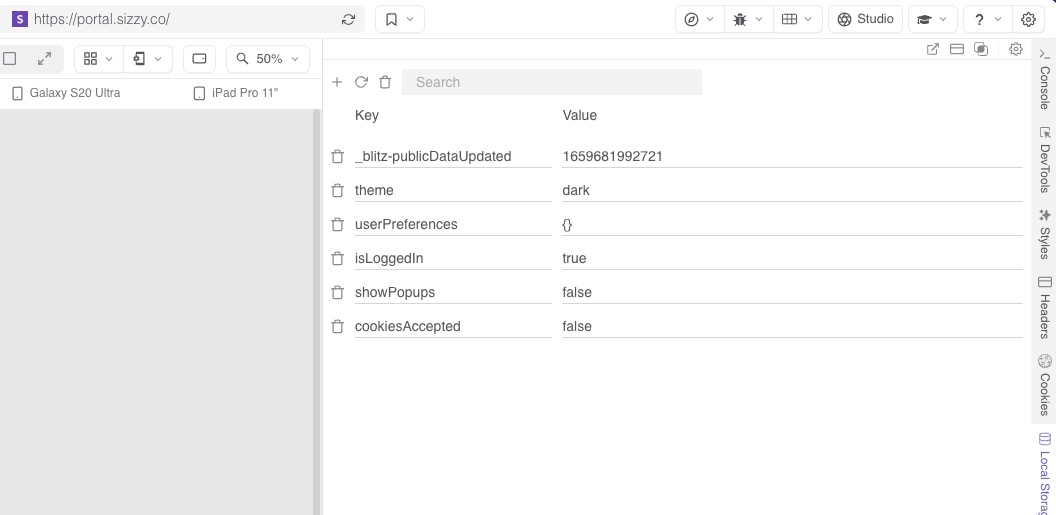 S https://portal.sizzy.co/
Studio
?
50%
Galaxy S20 Ultra iPad Pro 11"
Search
Key Value
_blitz-publicDataUpdated 1659681992721
theme dark
userPreferences {}
isLoggedIn true
showPopups false
cookiesAccepted false
Console
DevTools
Styles
Headers
Cookies
Local Storag